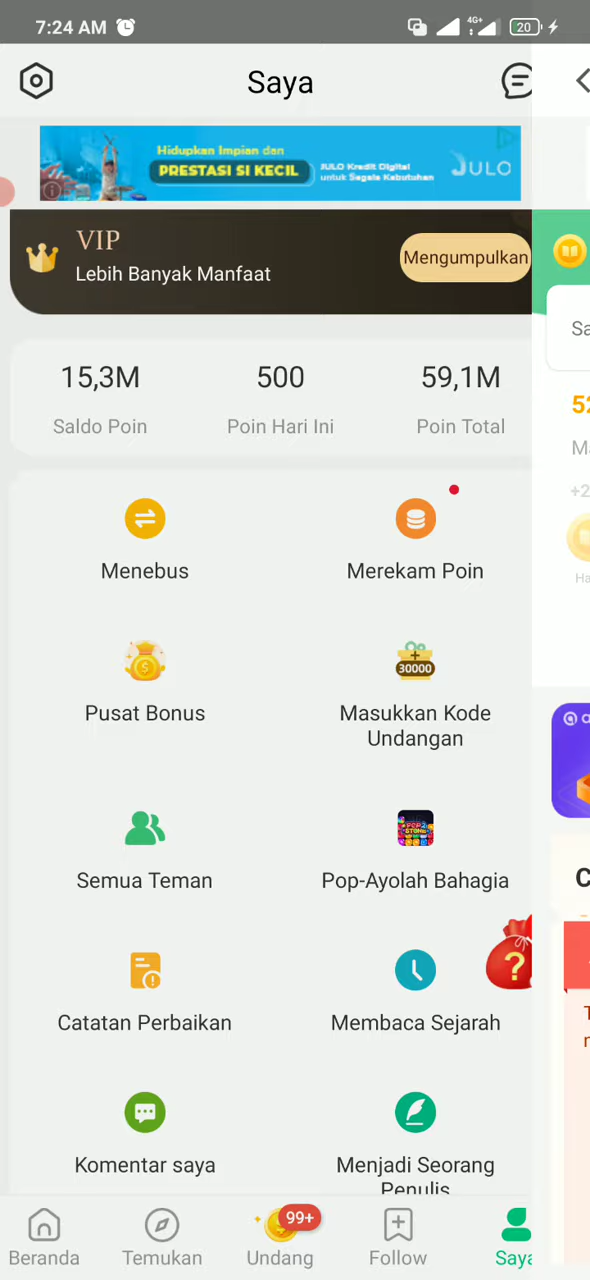 7:24 AM
4G+
20
Saya
Hidupkan Impian dan
PRESTASI SI KECIL
JULO Kredit Digital
untuk Segala Kebutuhan
JULO
VIP
Lebih Banyak Manfaat
Mengumpulkan
15,3M
500
59,1M
Saldo Poin
Poin Hari Ini
Poin Total
Menebus
Merekam Poin
30000
Pusat Bonus
Masukkan Kode
Undangan
Semua Teman
Pop-Ayolah Bahagia
?
Catatan Perbaikan
Membaca Sejarah
Komentar saya
Menjadi Seorang
Penulis
99+
Beranda
Temukan
Undang
Follow
Saya